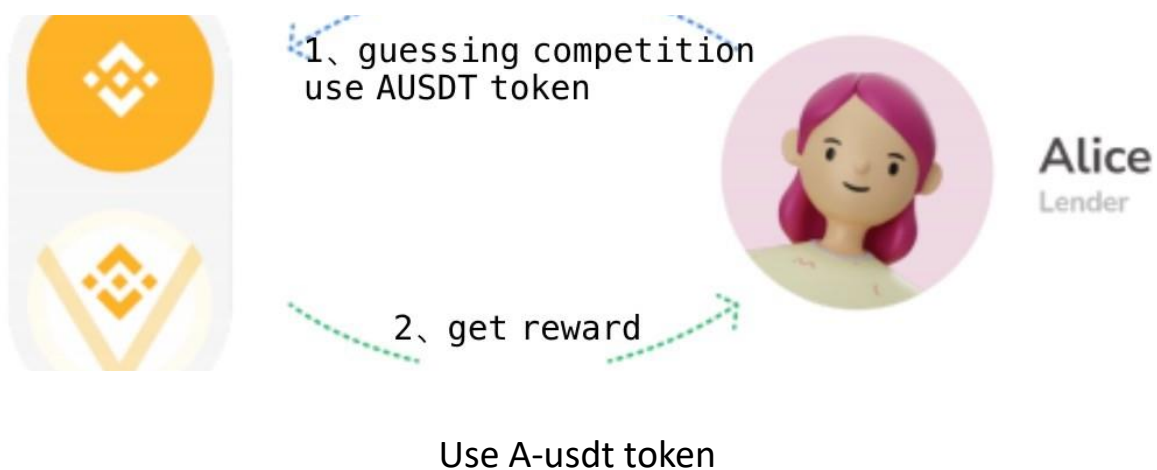 1、guessing competition
use AUSDT token
Alice
Lender
2、get reward
Use A-usdt token